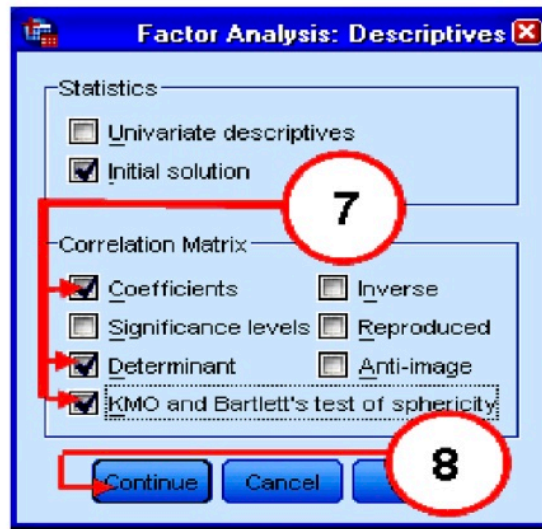 Factor Analysis: Descriptives
Statistics
Univariate descriptives
Initial solution
7
Correlation Matrix
Coefficients Inverse
Significance levels Reproduced
Determinant Anti-image
KMO and Bartlett's test of sphericity
8
Continue Cancel